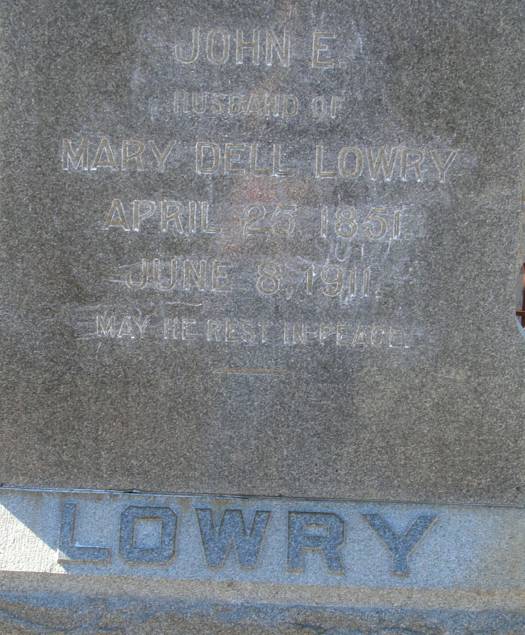 JOHN E.
HUSBAND OF
MARY DELL LOWRY
APRIL 25 1851
JUNE 8, 1911.
MAY HE REST IN PEACE.
LOWRY